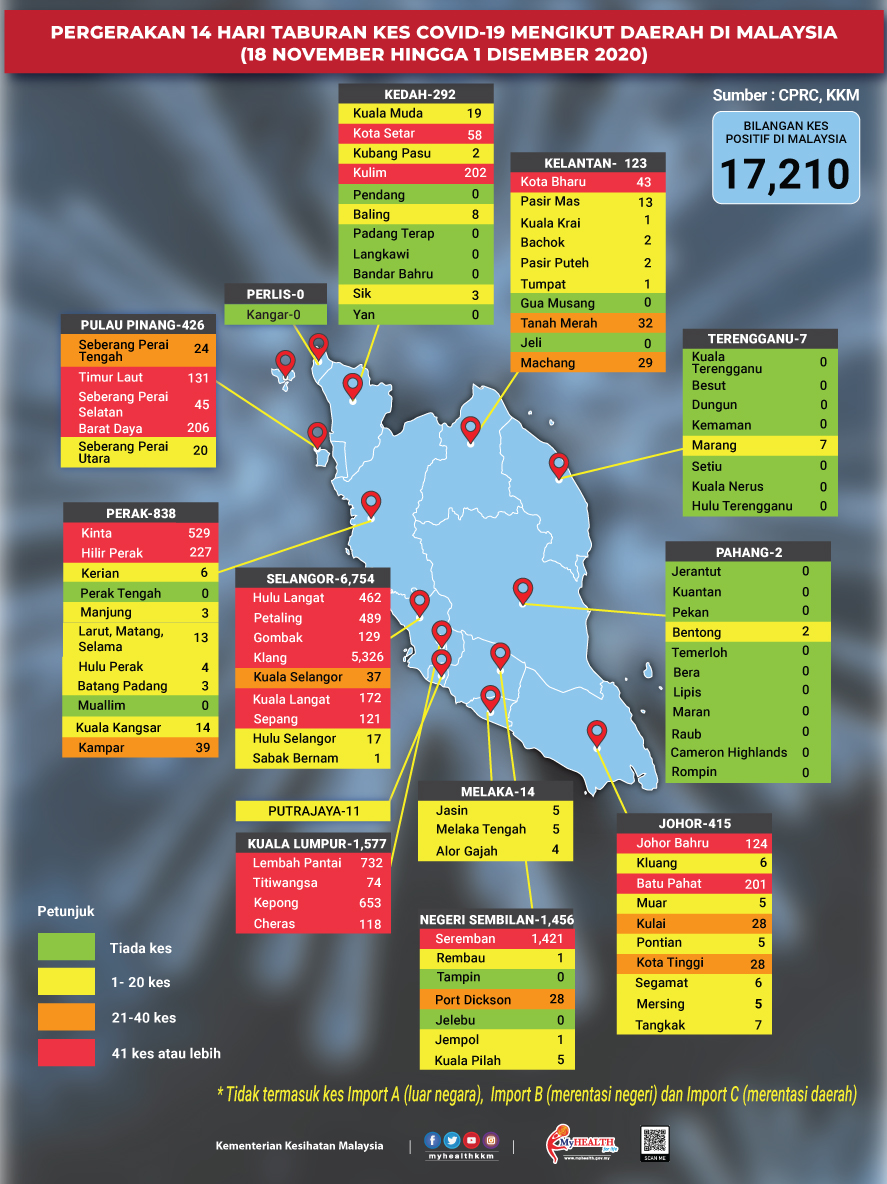 PERGERAKAN 14 HARI TABURAN KES COVID-19 MENGIKUT DAERAH DI MALAYSIA
(18 NOVEMBER HINGGA 1 DISEMBER 2020)
Sumber : CPRC, KKM
BILANGAN KES
POSITIF DI MALAYSIA
17,210
KEDAH-292
Kuala Muda 19
Kota Setar 58
Kubang Pasu 2
Kulim 202
Pendang 0
Baling 8
Padang Terap 0
Langkawi 0
Bandar Bahru 0
Sik 3
Yan 0
KELANTAN- 123
Kota Bharu 43
Pasir Mas 13
Kuala Krai 1
Bachok 2
Pasir Puteh 2
Tumpat 1
Gua Musang 0
Tanah Merah 32
Jeli 0
Machang 29
PERLIS-0
Kangar-0
PULAU PINANG-426
Seberang Perai
Tengah 24
Timur Laut 131
Seberang Perai
Selatan 45
Barat Daya 206
Seberang Perai
Utara 20
TERENGGANU-7
Kuala
Terengganu 0
Besut 0
Dungun 0
Kemaman 0
Marang 7
Setiu 0
Kuala Nerus 0
Hulu Terengganu 0
PERAK-838
Kinta 529
Hilir Perak 227
Kerian 6
Perak Tengah 0
Manjung 3
Larut, Matang,
Selama 13
Hulu Perak 4
Batang Padang 3
Muallim 0
Kuala Kangsar 14
Kampar 39
SELANGOR-6,754
Hulu Langat 462
Petaling 489
Gombak 129
Klang 5,326
Kuala Selangor 37
Kuala Langat 172
Sepang 121
Hulu Selangor 17
Sabak Bernam 1
PAHANG-2
Jerantut 0
Kuantan 0
Pekan 0
Bentong 2
Temerloh 0
Bera 0
Lipis 0
Maran 0
Raub 0
Cameron Highlands 0
Rompin 0
PUTRAJAYA-11
KUALA LUMPUR-1,577
Lembah Pantai 732
Titiwangsa 74
Kepong 653
Cheras 118
MELAKA-14
Jasin 5
Melaka Tengah 5
Alor Gajah 4
NEGERI SEMBILAN-1,456
Seremban 1,421
Rembau 1
Tampin 0
Port Dickson 28
Jelebu 0
Jempol 1
Kuala Pilah 5
JOHOR-415
Johor Bahru 124
Kluang 6
Batu Pahat 201
Muar 5
Kulai 28
Pontian 5
Kota Tinggi 28
Segamat 6
Mersing 5
Tangkak 7
Petunjuk
Tiada kes
1- 20 kes
21-40 kes
41 kes atau lebih
* Tidak termasuk kes Import A (luar negara), Import B (merentasi negeri) dan Import C (merentasi daerah)
Kementerian Kesihatan Malaysia
myhealthkkm
MyHEALTH
for life
www.myhealth.gov.my
SCAN ME